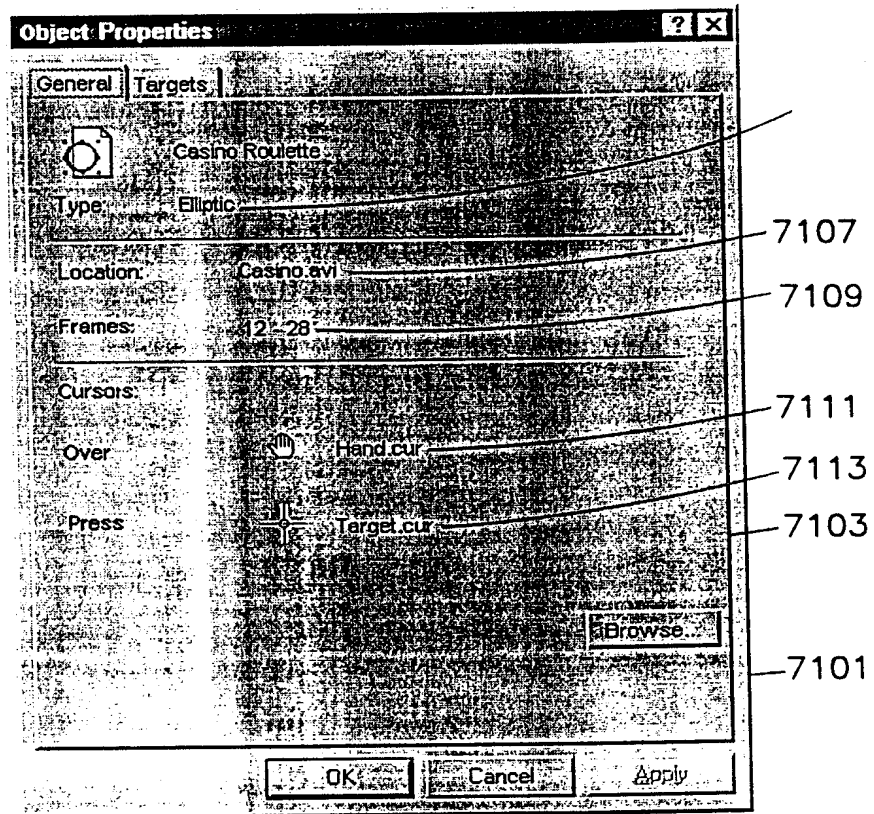 Object Properties ? X
General Targets
Casino Roulette
Type: Elliptic
Location: Casino.avi 7107
Frames: 12 28 7109
Cursors:
Over Hand.cur 7111
Press Target.cur 7113
7103
Browse...
7101
OK Cancel Apply